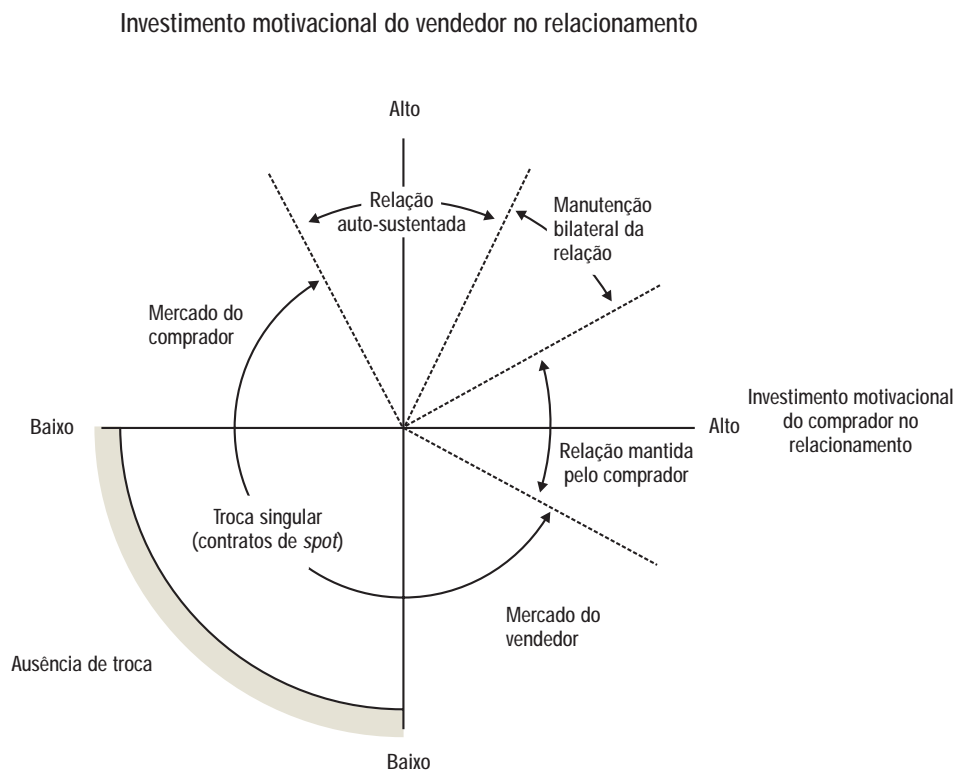 Investimento motivacional do vendedor no relacionamento
Alto
Relação
auto-sustentada
Manutenção
bilateral da
relação
Mercado do
comprador
Baixo
Alto
Investimento motivacional
do comprador no
relacionamento
Relação mantida
pelo comprador
Troca singular
(contratos de spot)
Mercado do
vendedor
Ausência de troca
Baixo